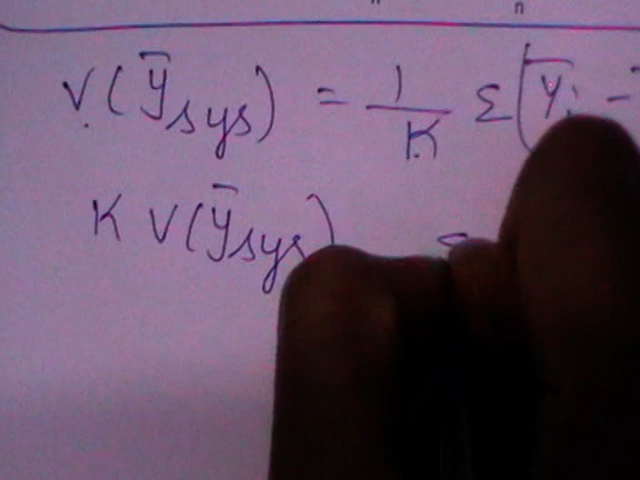 n n
V(ȳsys) = 1/K Σ[Ȳi -
K V(ȳsys) =